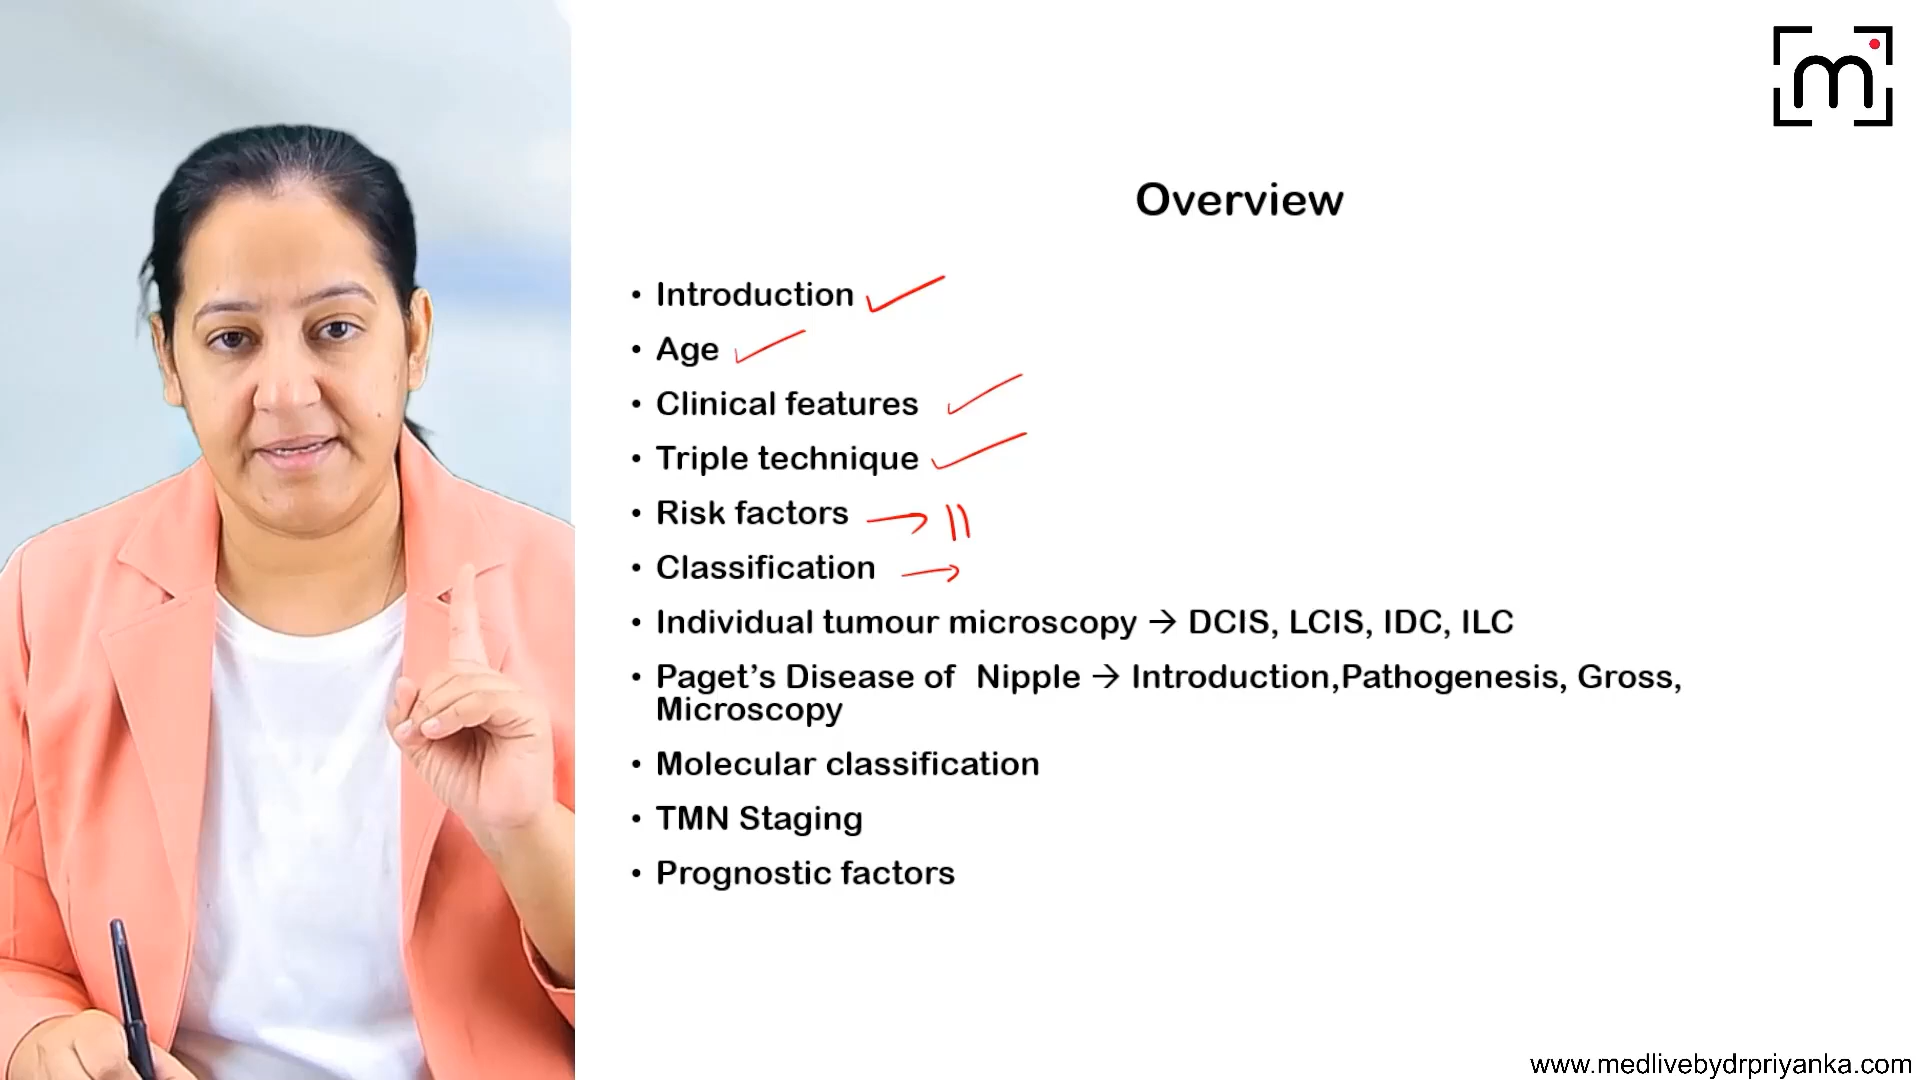 m
Overview
• Introduction
• Age
• Clinical features
• Triple technique
• Risk factors
• Classification
• Individual tumour microscopy → DCIS, LCIS, IDC, ILC
• Paget's Disease of  Nipple → Introduction,Pathogenesis, Gross,
Microscopy
• Molecular classification
• TMN Staging
• Prognostic factors
www.medlivebydrpriyanka.com